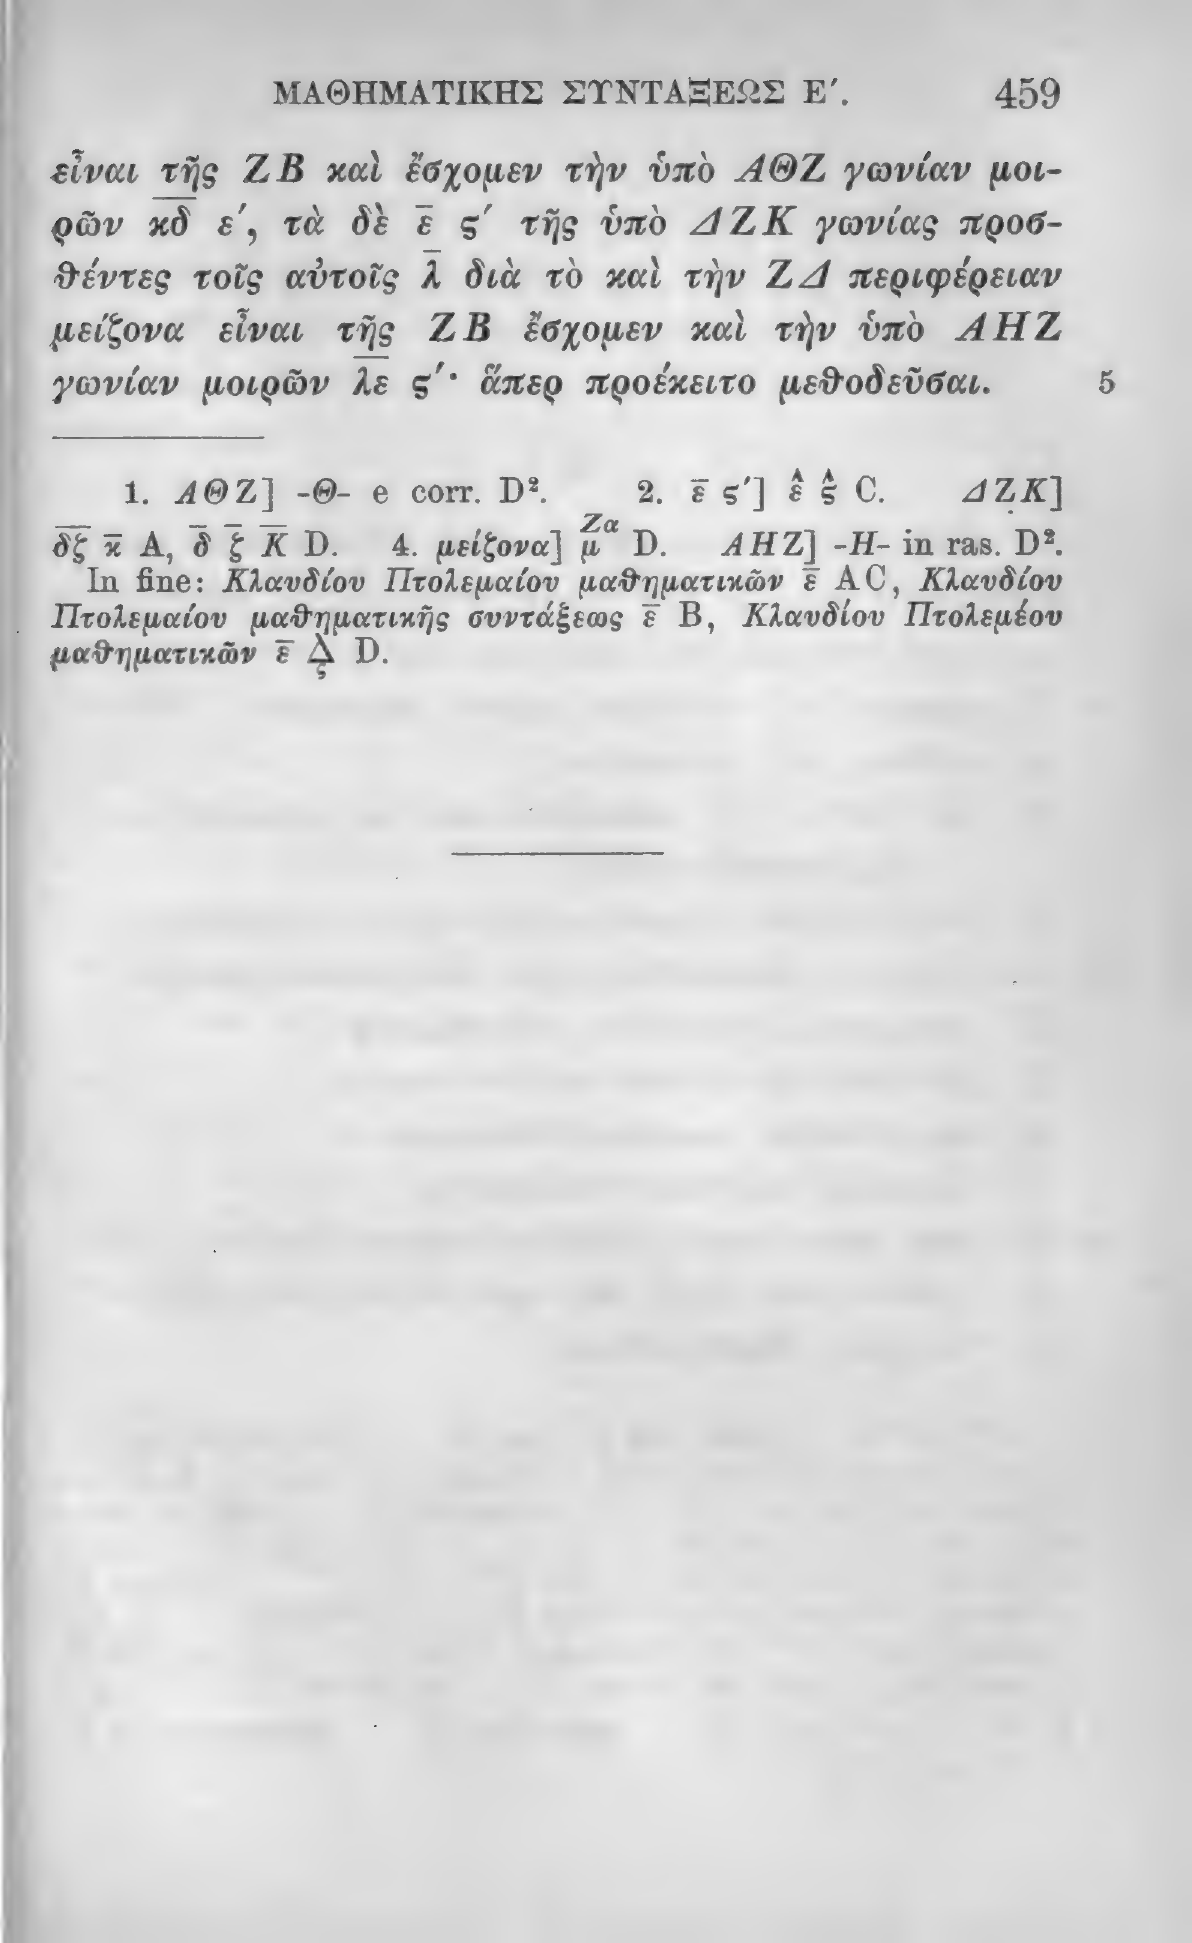 ΜΑΘΗΜΑΤΙΚΗΣ ΣΥΝΤΑΞΕΩΣ Ε´. 459
εἶναι τῆς ΖΒ καὶ ἔσχομεν τὴν ὑπὸ ΑΘΖ γωνίαν μοι-
ρῶν κ̅δ̅ ε´, τὰ δὲ ε̅ ϛ´ τῆς ὑπὸ ΔΖΚ γωνίας προσ-
θέντες τοῖς αὐτοῖς λ̅ διὰ τὸ καὶ τὴν ΖΔ περιφέρειαν
μείζονα εἶναι τῆς ΖΒ ἔσχομεν καὶ τὴν ὑπὸ ΑΗΖ
γωνίαν μοιρῶν λ̅ε̅ ϛ´· ἅπερ προέκειτο μεθοδεῦσαι. 5
1. ΑΘΖ] -Θ- e corr. D². 2. ε̅ ϛ´] ε̂ ϛ̂ C. ΔΖ̣Κ]
δ̅ζ̅ κ̅ A, δ̅ ζ̅ Κ̅ D. 4. μείζονα] μ^Ζα D. ΑΗΖ] -Η- in ras. D².
In fine: Κλαυδίου Πτολεμαίου μαθηματικῶν ε̅ AC, Κλαυδίου
Πτολεμαίου μαθηματικῆς συντάξεως ε̅ B, Κλαυδίου Πτολεμέου
μαθηματικῶν ε̅ D.